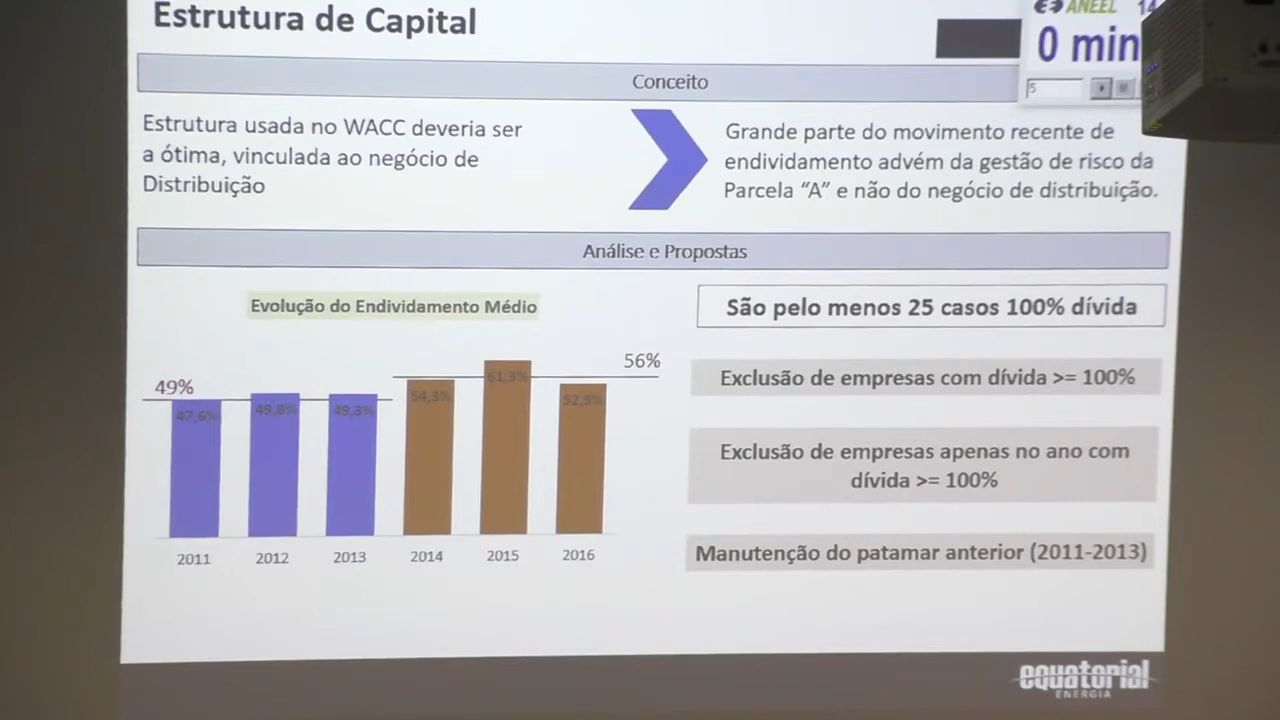 Estrutura de Capital
ANEEL 14
0 min
5
Conceito
Estrutura usada no WACC deveria ser
a ótima, vinculada ao negócio de
Distribuição
Grande parte do movimento recente de
endividamento advém da gestão de risco da
Parcela “A” e não do negócio de distribuição.
Análise e Propostas
Evolução do Endividamento Médio
49%
56%
47,6%
49,8%
49,3%
54,3%
61,3%
52,9%
2011
2012
2013
2014
2015
2016
São pelo menos 25 casos 100% dívida
Exclusão de empresas com dívida >= 100%
Exclusão de empresas apenas no ano com
dívida >= 100%
Manutenção do patamar anterior (2011-2013)
equatorial
ENERGIA